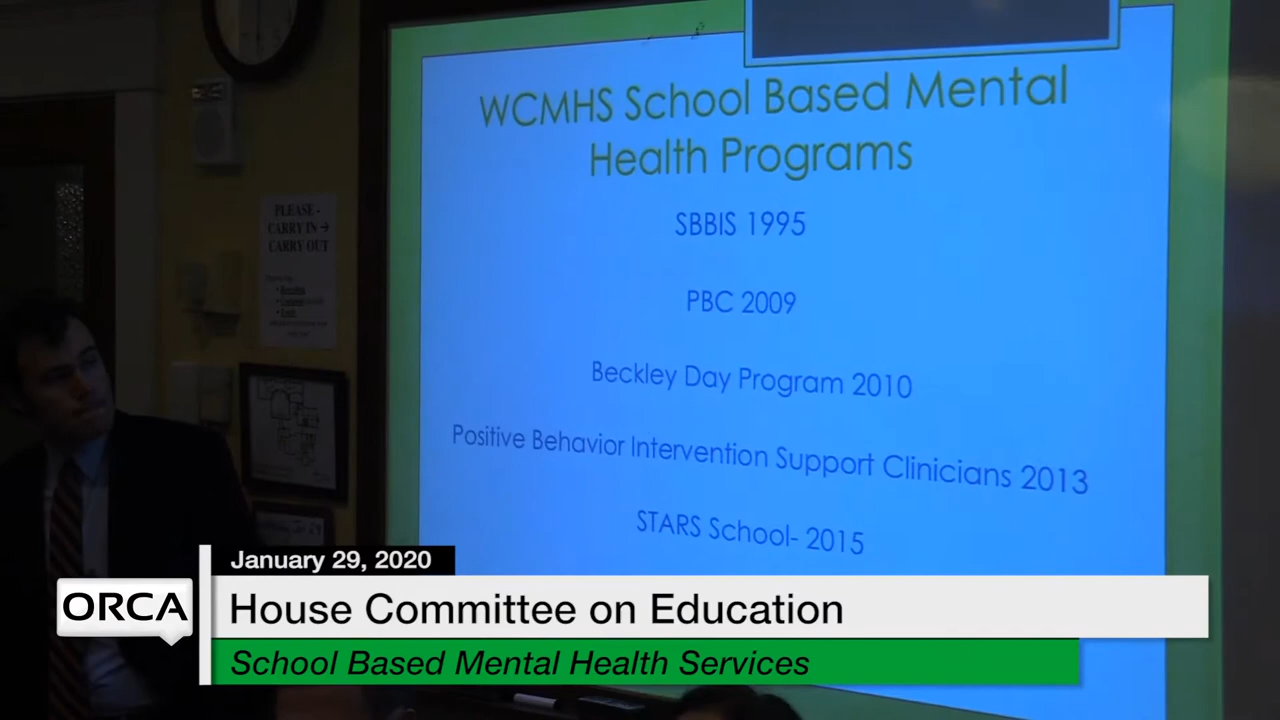 WCMHS School Based Mental
Health Programs
SBBIS 1995
PBC 2009
Beckley Day Program 2010
Positive Behavior Intervention Support Clinicians 2013
STARS School- 2015
PLEASE -
CARRY IN →
CARRY OUT
January 29, 2020
ORCA
House Committee on Education
School Based Mental Health Services